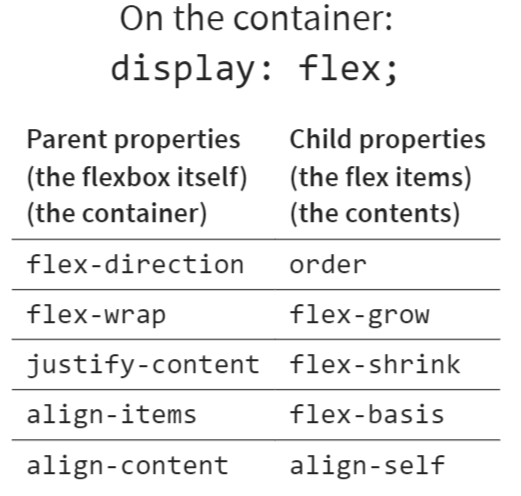 On the container:
display: flex;
Parent properties Child properties
(the flexbox itself) (the flex items)
(the container) (the contents)
flex-direction order
flex-wrap flex-grow
justify-content flex-shrink
align-items flex-basis
align-content align-self